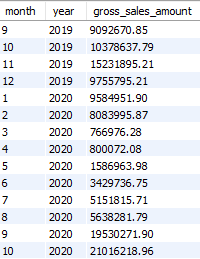 month year gross_sales_amount
9 2019 9092670.85
10 2019 10378637.79
11 2019 15231895.21
12 2019 9755795.21
1 2020 9584951.90
2 2020 8083995.87
3 2020 766976.28
4 2020 800072.08
5 2020 1586963.98
6 2020 3429736.75
7 2020 5151815.71
8 2020 5638281.79
9 2020 19530271.90
10 2020 21016218.96